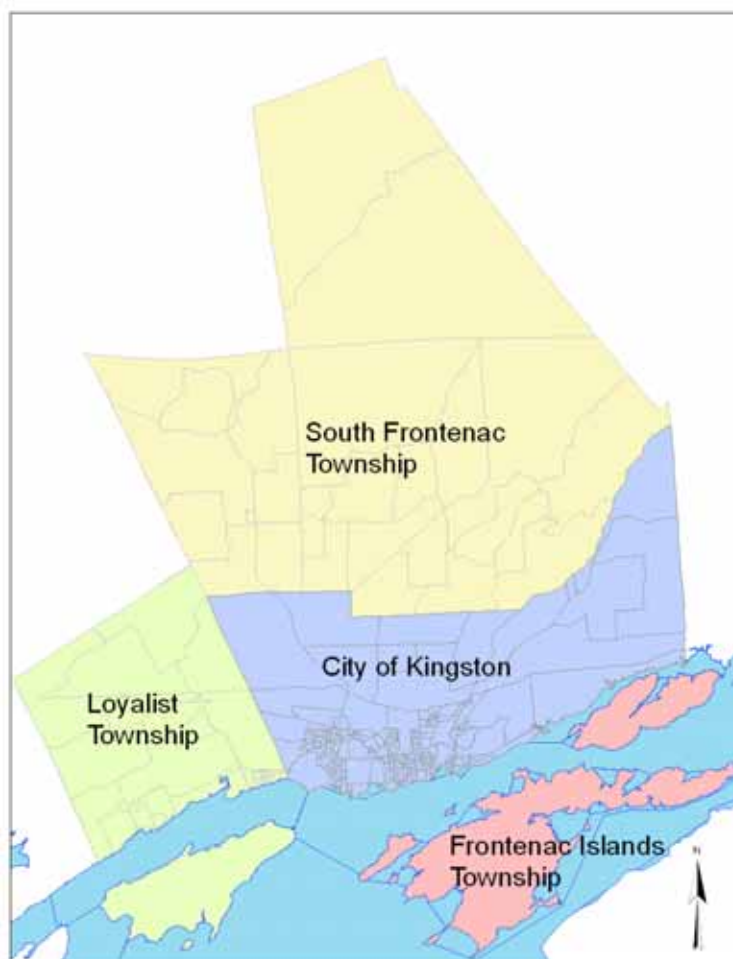 South Frontenac
Township
City of Kingston
Loyalist
Township
Frontenac Islands
Township
N